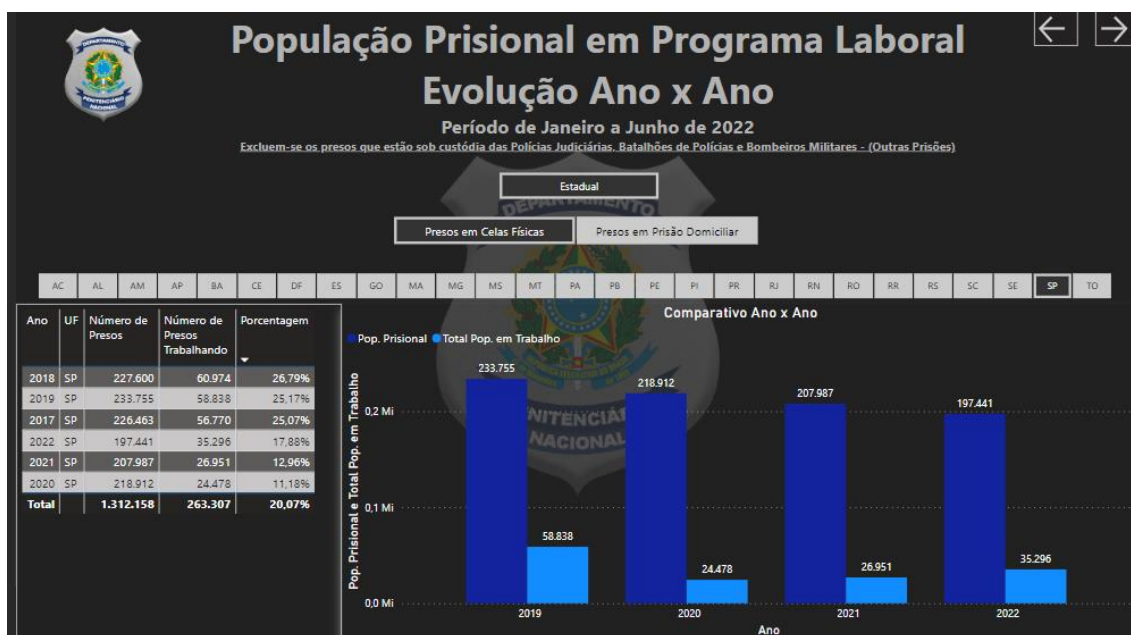 População Prisional em Programa Laboral
Evolução Ano x Ano
Período de Janeiro a Junho de 2022
Excluem-se os presos que estão sob custódia das Polícias Judiciárias, Batalhões de Polícias e Bombeiros Militares - (Outras Prisões)
DEPARTAMENTO
PENITENCIÁRIO
NACIONAL
Estadual
Presos em Celas Físicas Presos em Prisão Domiciliar
AC AL AM AP BA CE DF ES GO MA MG MS MT PA PB PE PI PR RJ RN RO RR RS SC SE SP TO
Ano UF Número de Presos Número de Presos Trabalhando Porcentagem
2018 SP 227.600 60.974 26,79%
2019 SP 233.755 58.838 25,17%
2017 SP 226.463 56.770 25,07%
2022 SP 197.441 35.296 17,88%
2021 SP 207.987 26.951 12,96%
2020 SP 218.912 24.478 11,18%
Total 1.312.158 263.307 20,07%
Comparativo Ano x Ano
Pop. Prisional Total Pop. em Trabalho
Pop. Prisional e Total Pop. em Trabalho
0,2 Mi
0,1 Mi
0,0 Mi
233.755
58.838
218.912
24.478
207.987
26.951
197.441
35.296
2019 2020 2021 2022
Ano